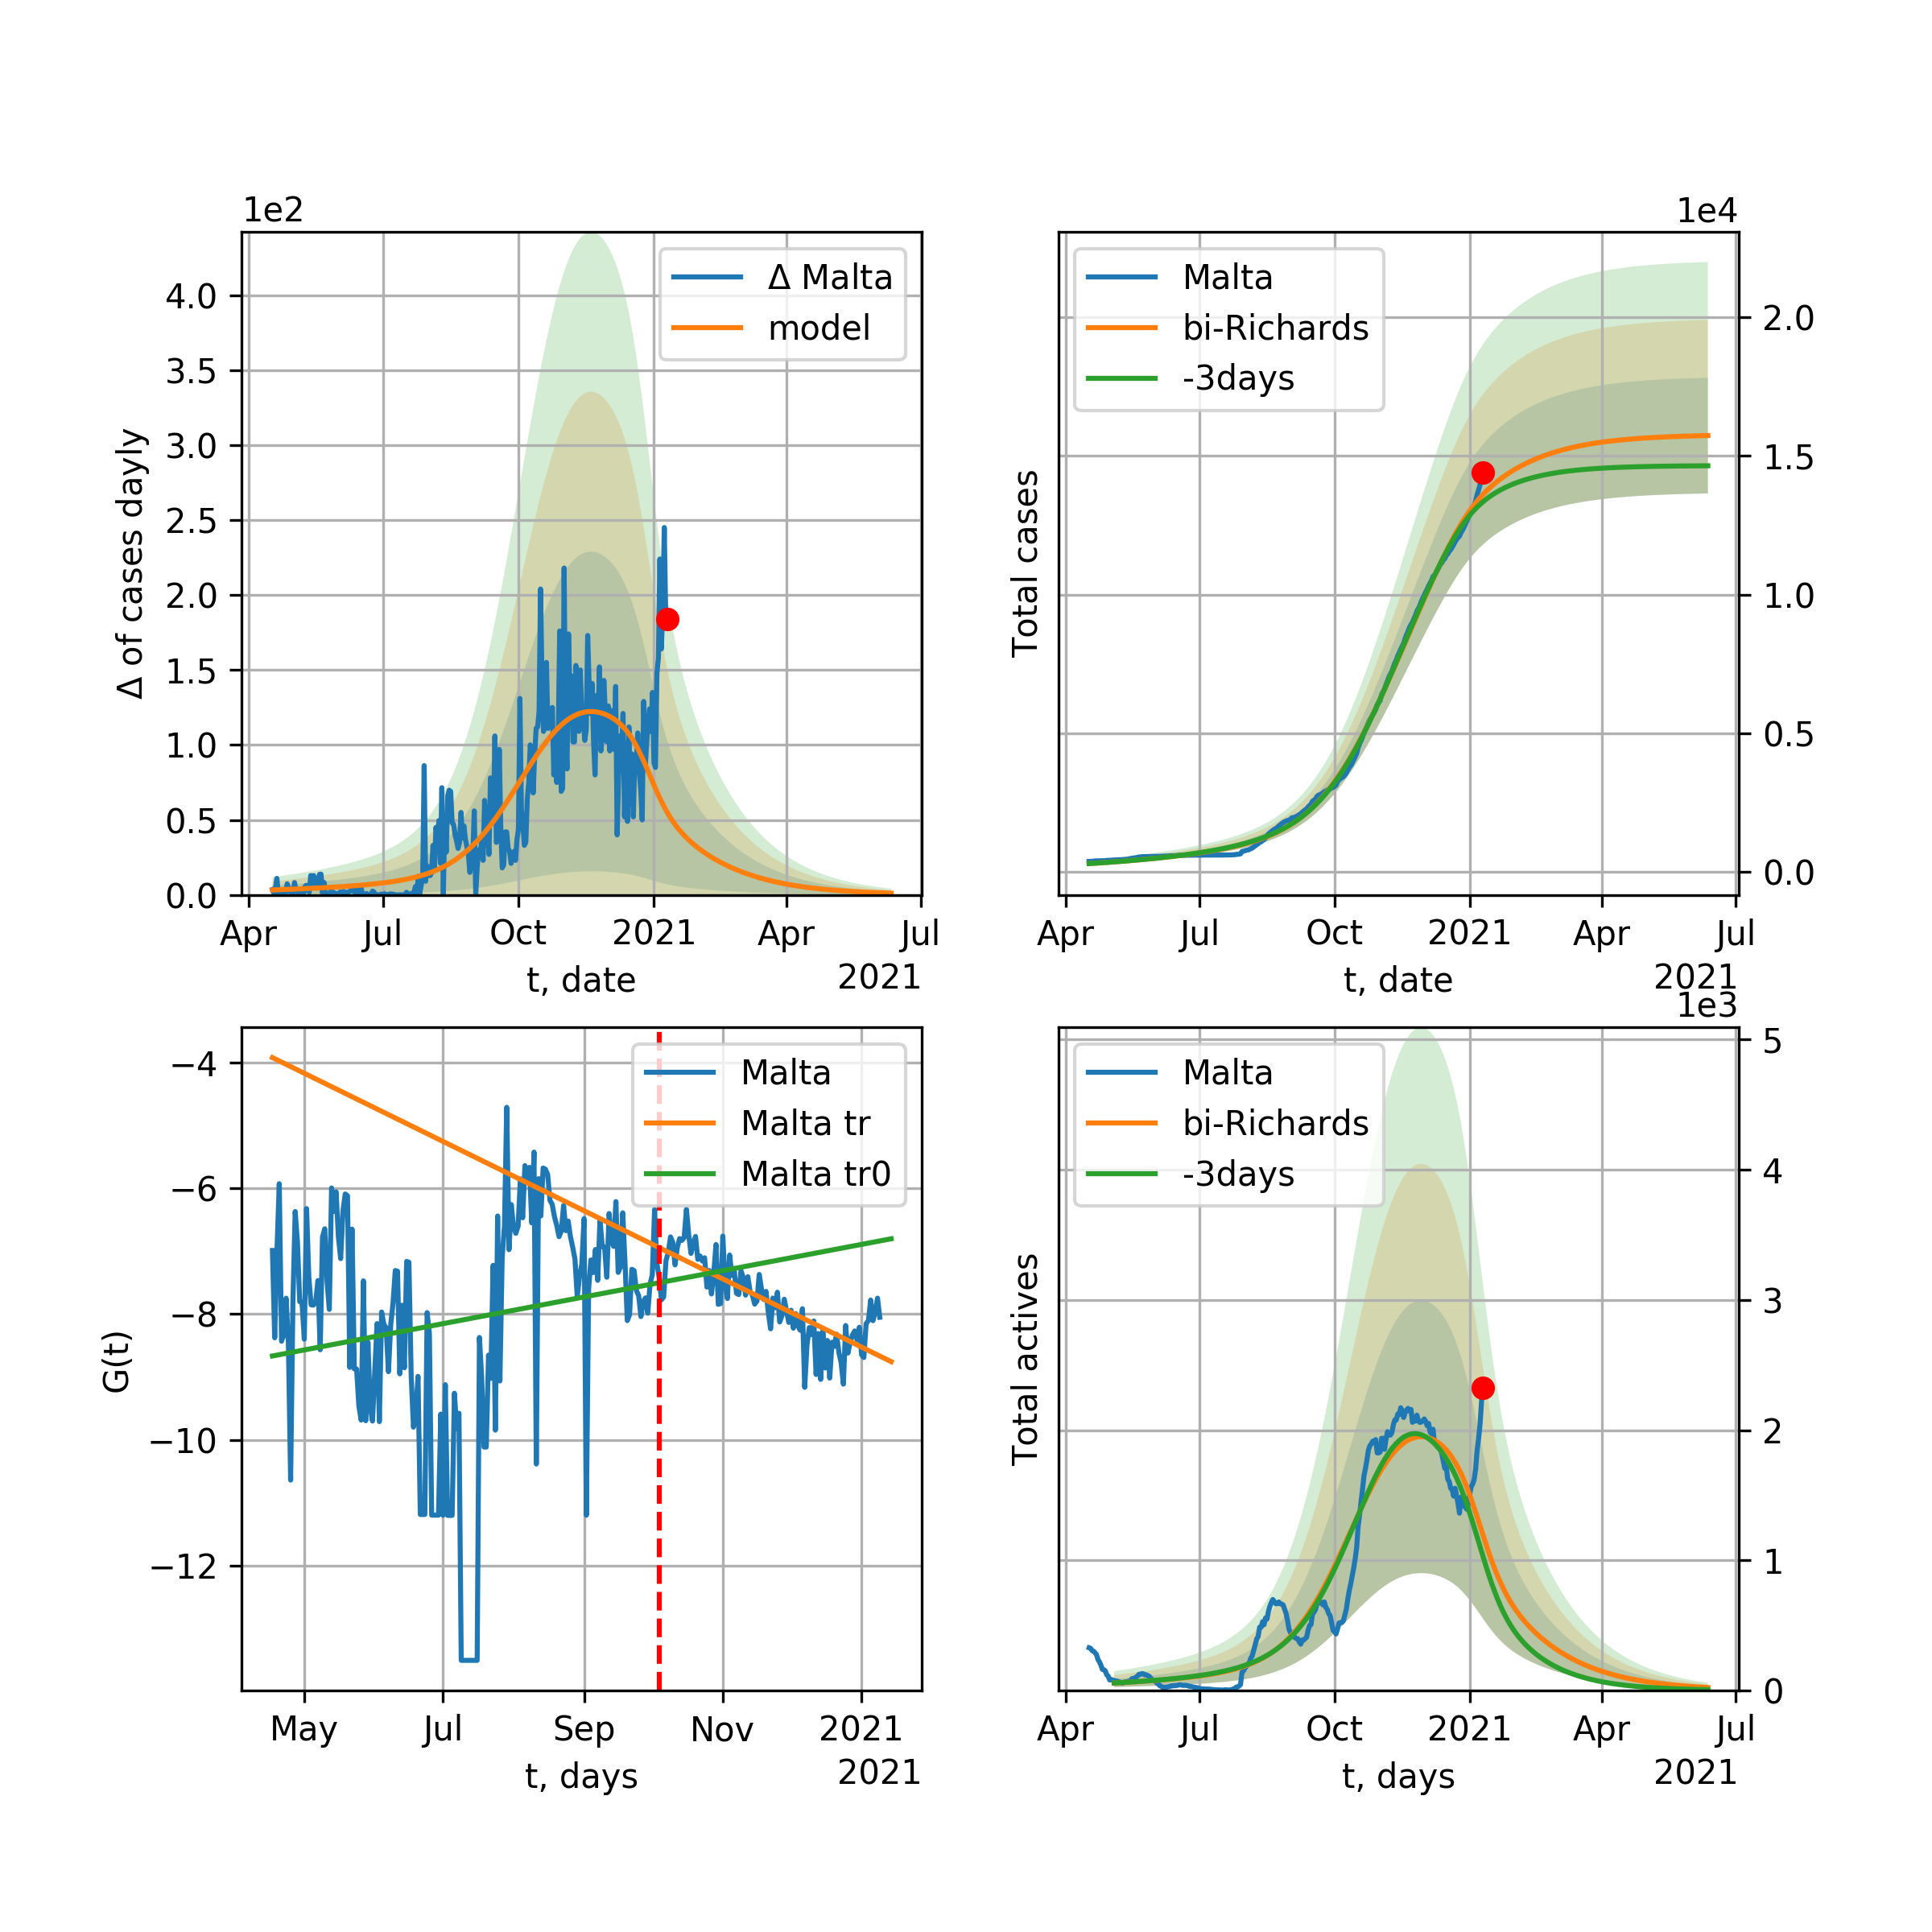 1e2
Δ of cases dayly
4.0
3.5
3.0
2.5
2.0
1.5
1.0
0.5
0.0
Δ Malta
model
Apr Jul Oct 2021 Apr Jul
t, date
2021
1e4
Total cases
Malta
bi-Richards
-3days
2.0
1.5
1.0
0.5
0.0
Apr Jul Oct 2021 Apr Jul
t, date
2021
G(t)
−4
−6
−8
−10
−12
Malta
Malta tr
Malta tr0
May Jul Sep Nov 2021
t, days
2021
1e3
Total actives
Malta
bi-Richards
-3days
5
4
3
2
1
0
Apr Jul Oct 2021 Apr Jul
t, days
2021